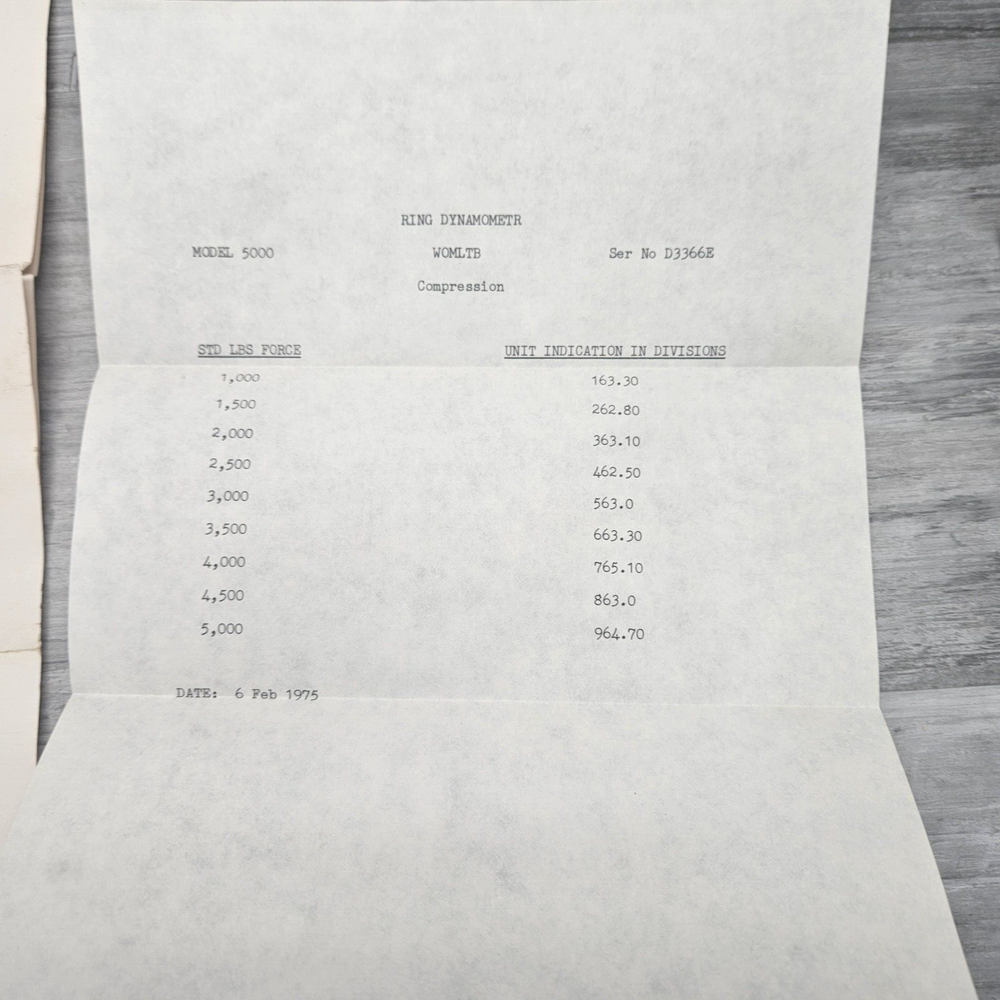 RING DYNAMOMETR
MODEL 5000 WOMLTB Ser No D3366E
Compression
STD LBS FORCE UNIT INDICATION IN DIVISIONS
1,000 163.30
1,500 262.80
2,000 363.10
2,500 462.50
3,000 563.0
3,500 663.30
4,000 765.10
4,500 863.0
5,000 964.70
DATE: 6 Feb 1975